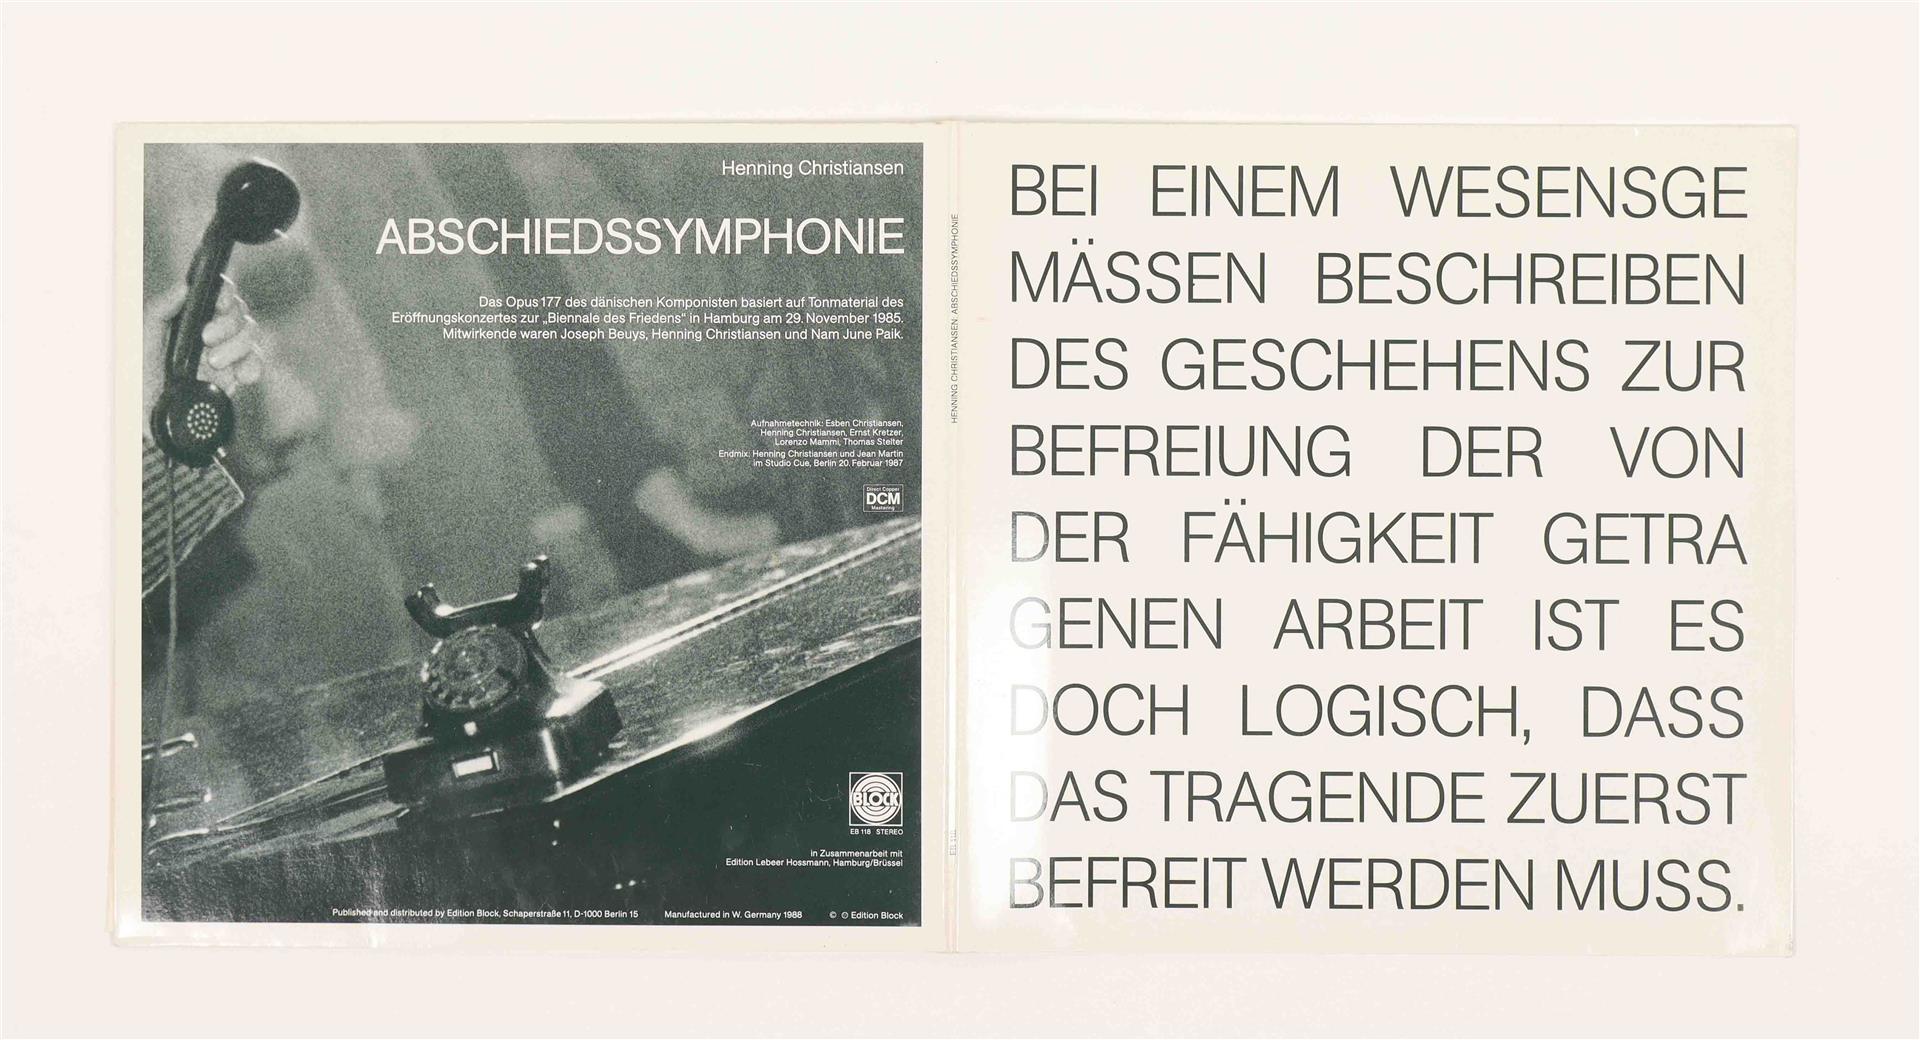 Henning Christiansen
ABSCHIEDSSYMPHONIE
Das Opus 177 des dänischen Komponisten basiert auf Tonmaterial des
Eröffnungskonzertes zur „Biennale des Friedens“ in Hamburg am 29. November 1985.
Mitwirkende waren Joseph Beuys, Henning Christiansen und Nam June Paik.
Aufnahmetechnik: Esben Christiansen,
Henning Christiansen, Ernst Kretzer,
Lorenzo Mammi, Thomas Stelter
Endmix: Henning Christiansen und Jean Martin
im Studio Cue, Berlin 20. Februar 1987
Direct Copper
DCM
Mastering
BLOCK
EB 118 STEREO
in Zusammenarbeit mit
Edition Lebeer Hossmann, Hamburg/Brüssel
Published and distributed by Edition Block, Schaperstraße 11, D-1000 Berlin 15 Manufactured in W. Germany 1988 © ℗ Edition Block
HENNING CHRISTIANSEN: ABSCHIEDSSYMPHONIE
EB 118
BEI EINEM WESENSGE
MÄSSEN BESCHREIBEN
DES GESCHEHENS ZUR
BEFREIUNG DER VON
DER FÄHIGKEIT GETRA
GENEN ARBEIT IST ES
DOCH LOGISCH, DASS
DAS TRAGENDE ZUERST
BEFREIT WERDEN MUSS.